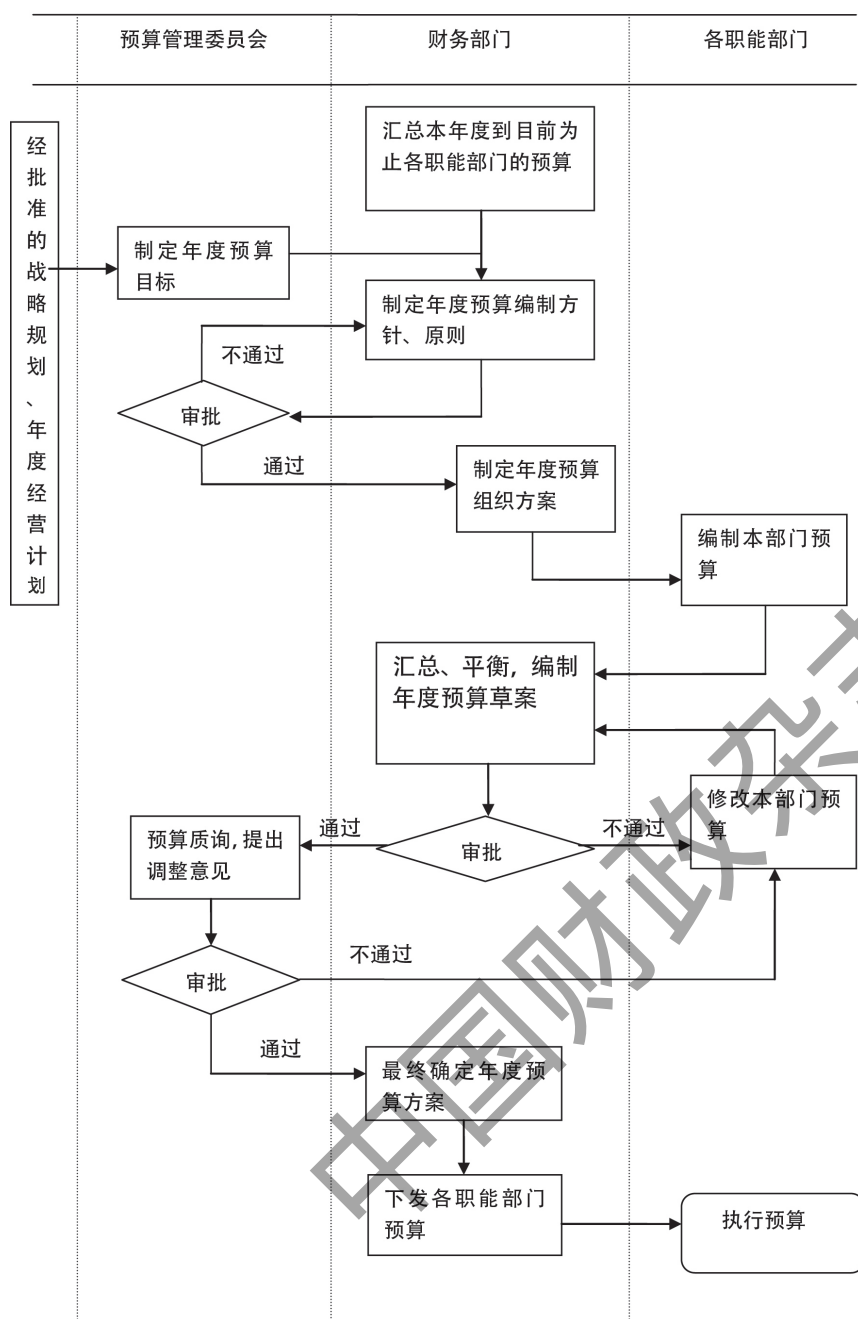 预算管理委员会
财务部门
各职能部门
经批准的战略规划、年度经营计划
汇总本年度到目前为
止各职能部门的预算
制定年度预算
目标
制定年度预算编制方
针、原则
不通过
审批
通过
制定年度预算
组织方案
编制本部门预
算
汇总、平衡，编制
年度预算草案
预算质询，提出
调整意见
通过
审批
不通过
修改本部门预
算
审批
不通过
通过
最终确定年度预
算方案
下发各职能部门
预算
执行预算
中国财政杂志